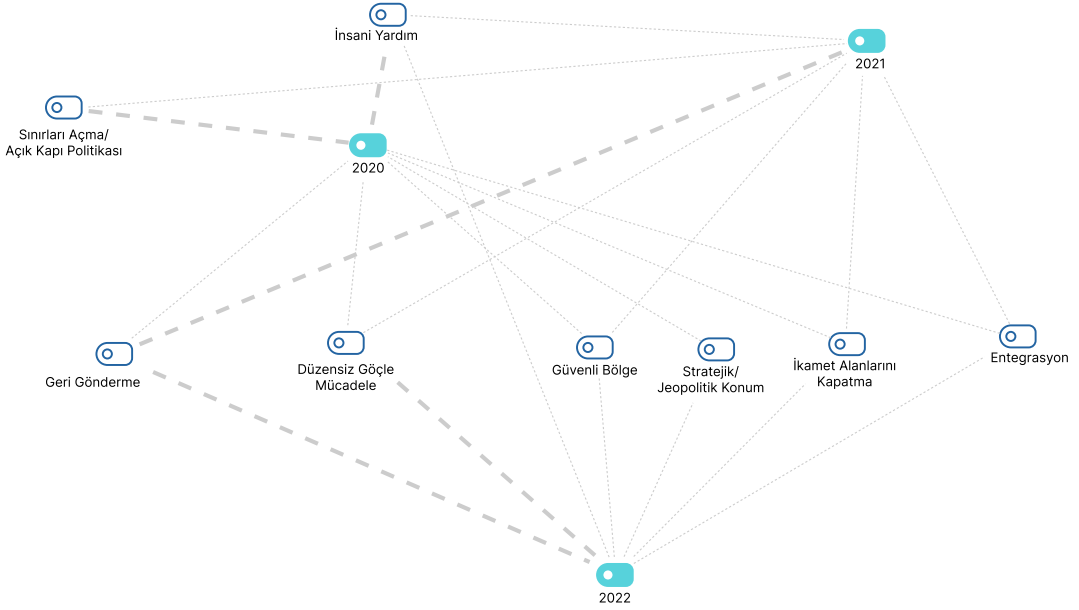 İnsani Yardım
2021
Sınırları Açma/
Açık Kapı Politikası
2020
Geri Gönderme
Düzensiz Göçle
Mücadele
Güvenli Bölge
Stratejik/
Jeopolitik Konum
İkamet Alanlarını
Kapatma
Entegrasyon
2022